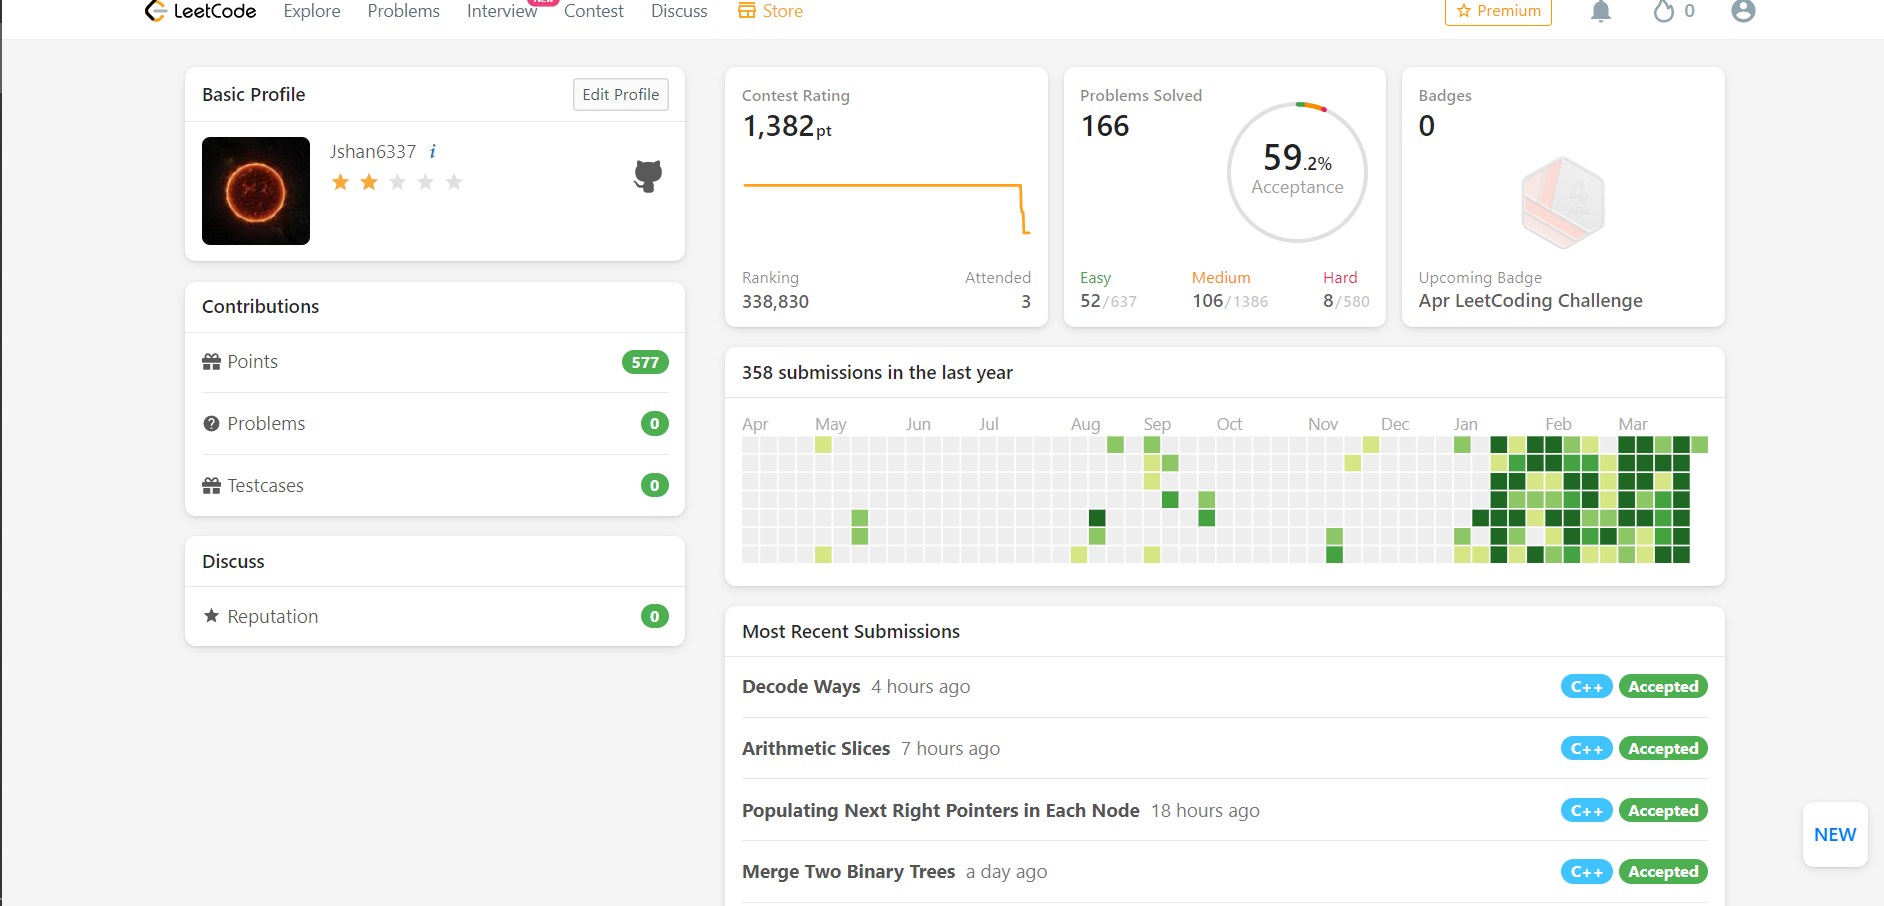 LeetCode Explore Problems Interview New Contest Discuss Store Premium 0
Basic Profile Edit Profile
Jshan6337 i
Contributions
Points 577
Problems 0
Testcases 0
Discuss
Reputation 0
Contest Rating
1,382pt
Ranking Attended
338,830 3
Problems Solved
166
59.2%
Acceptance
Easy Medium Hard
52/637 106/1386 8/580
Badges
0
4
APR
Upcoming Badge
Apr LeetCoding Challenge
358 submissions in the last year
Apr May Jun Jul Aug Sep Oct Nov Dec Jan Feb Mar
Most Recent Submissions
Decode Ways 4 hours ago C++ Accepted
Arithmetic Slices 7 hours ago C++ Accepted
Populating Next Right Pointers in Each Node 18 hours ago C++ Accepted
Merge Two Binary Trees a day ago C++ Accepted
NEW